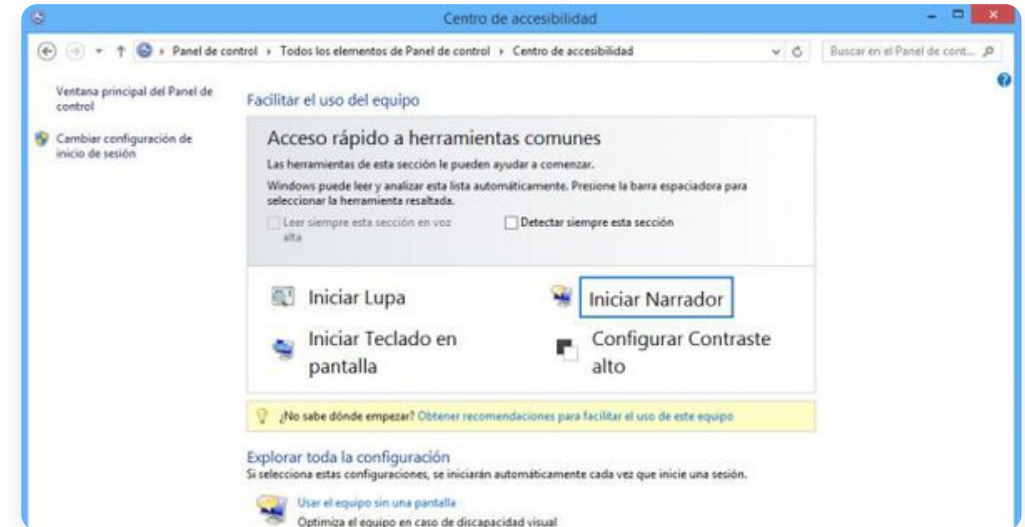 Centro de accesibilidad
Panel de control ▸ Todos los elementos de Panel de control ▸ Centro de accesibilidad
Buscar en el Panel de cont...
Ventana principal del Panel de
control
Cambiar configuración de
inicio de sesión
Facilitar el uso del equipo
Acceso rápido a herramientas comunes
Las herramientas de esta sección le pueden ayudar a comenzar.
Windows puede leer y analizar esta lista automáticamente. Presione la barra espaciadora para
seleccionar la herramienta resaltada.
Leer siempre esta sección en voz
alta
Detectar siempre esta sección
Iniciar Lupa
Iniciar Narrador
Iniciar Teclado en
pantalla
Configurar Contraste
alto
¿No sabe dónde empezar? Obtener recomendaciones para facilitar el uso de este equipo
Explorar toda la configuración
Si selecciona estas configuraciones, se iniciarán automáticamente cada vez que inicie una sesión.
Usar el equipo sin una pantalla
Optimiza el equipo en caso de discapacidad visual